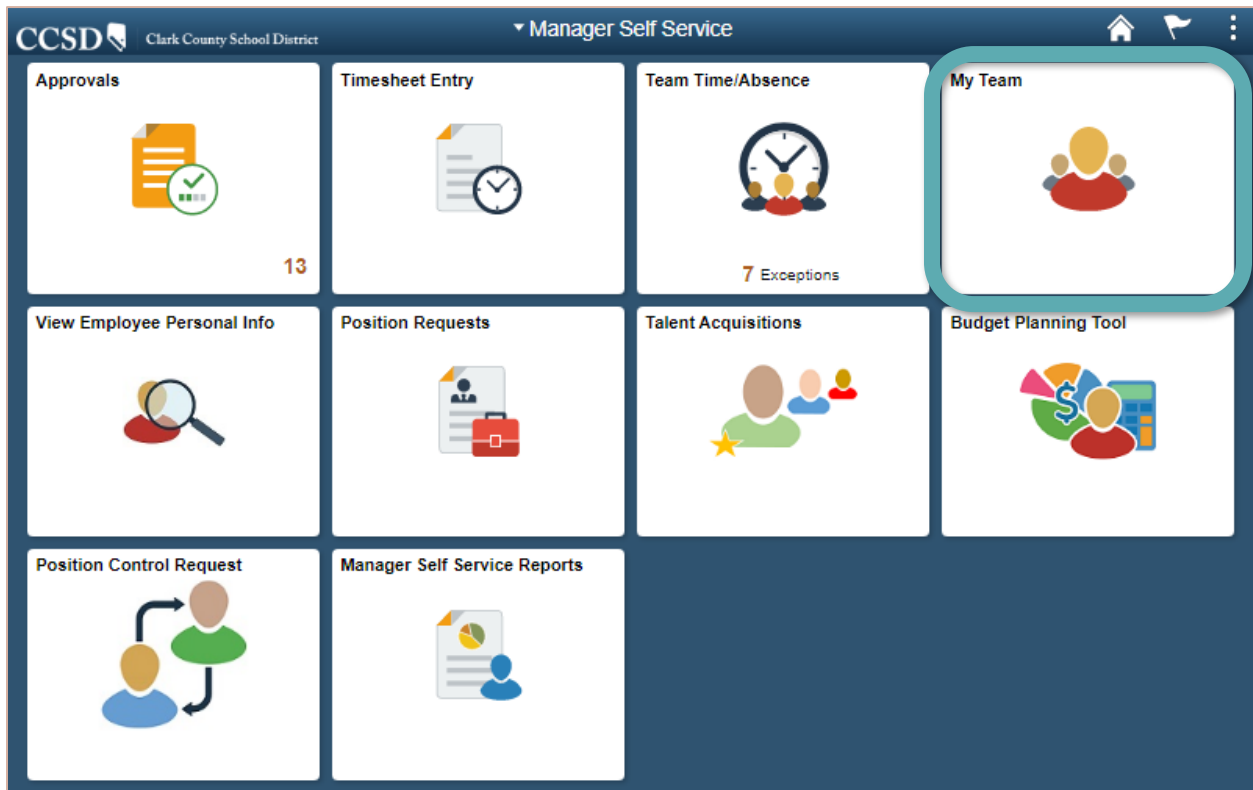 CCSD Clark County School District
Manager Self Service
Approvals
13
Timesheet Entry
Team Time/Absence
7 Exceptions
My Team
View Employee Personal Info
Position Requests
Talent Acquisitions
Budget Planning Tool
$
Position Control Request
Manager Self Service Reports